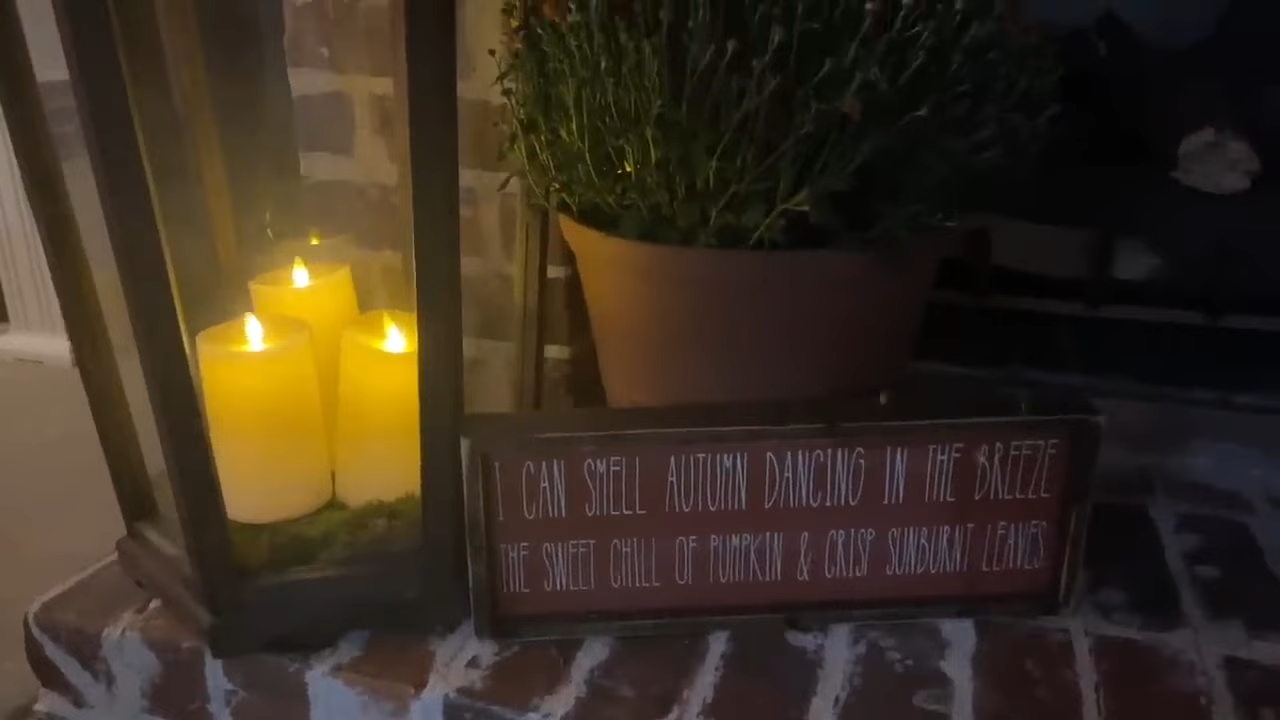 I CAN SMELL AUTUMN DANCING IN THE BREEZE
THE SWEET CHILL OF PUMPKIN & CRISP SUNBURNT LEAVES